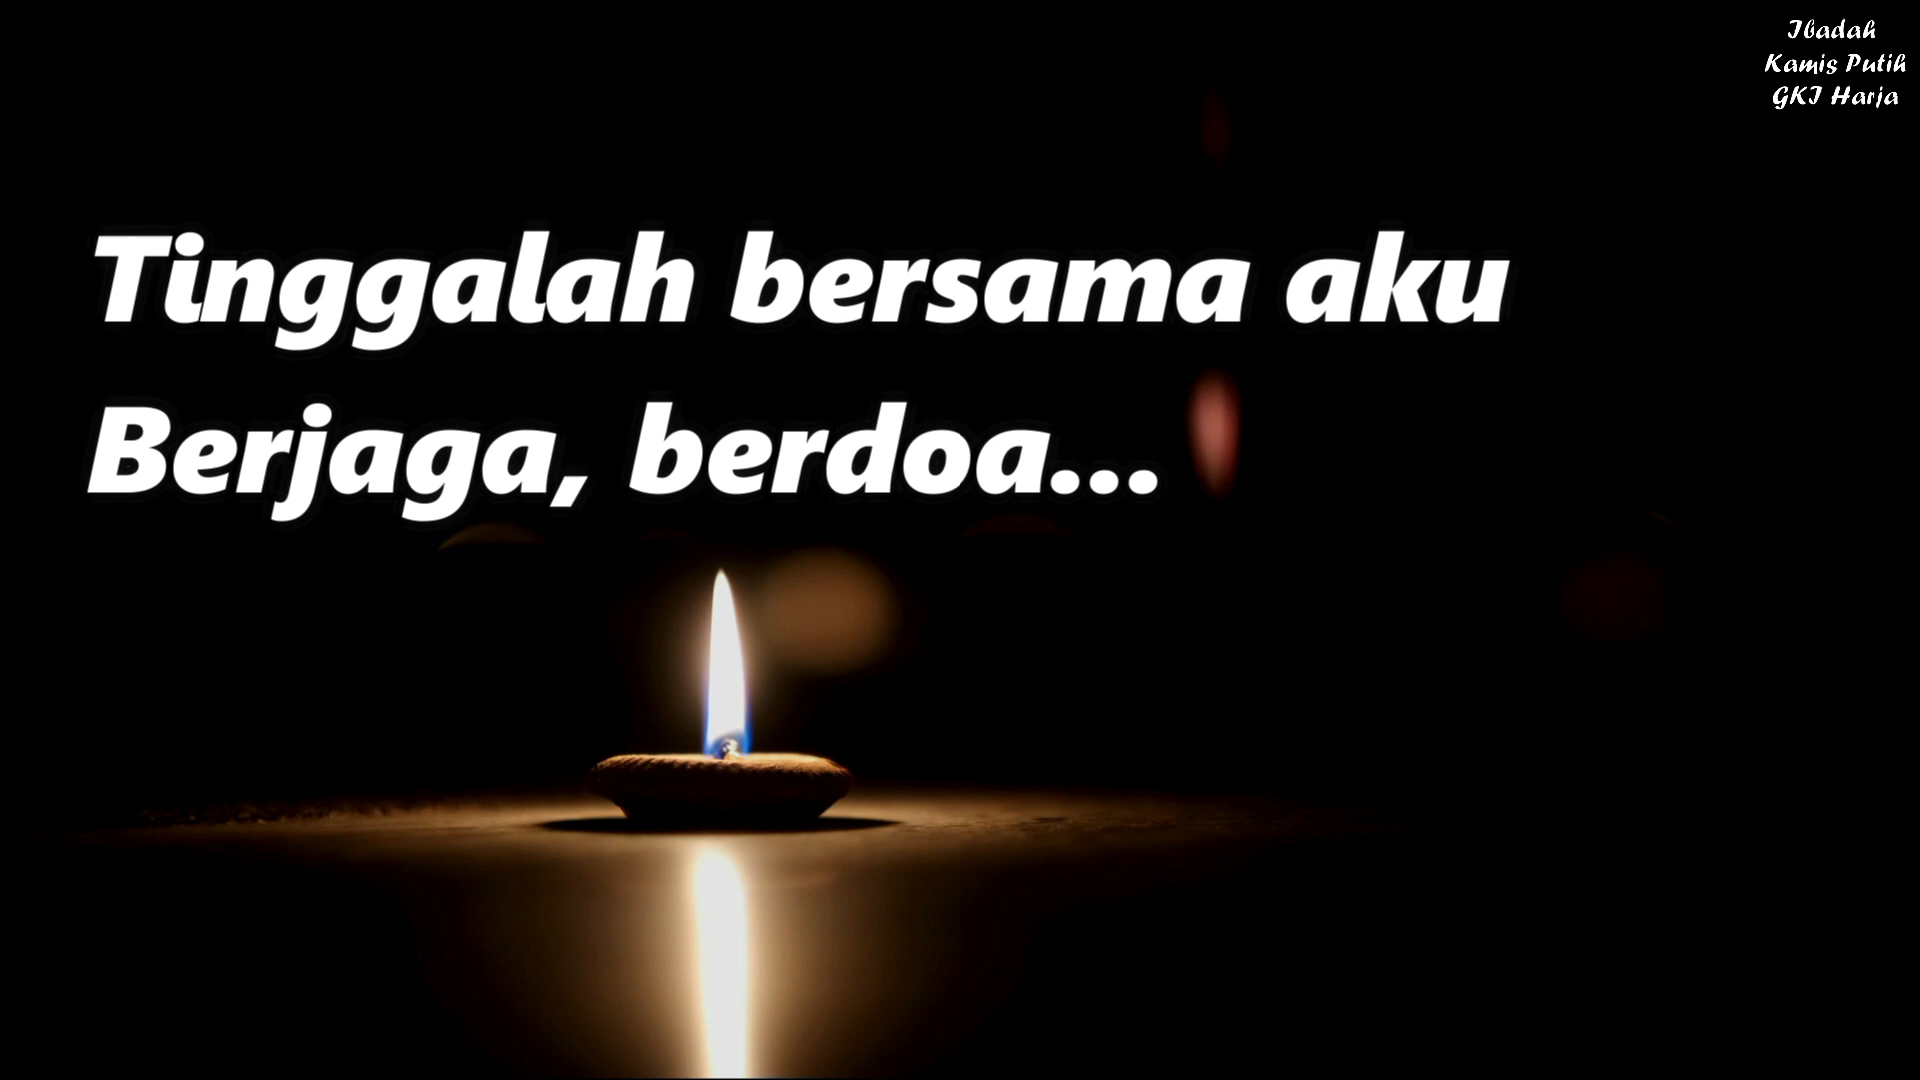 Ibadah
Kamis Putih
GKI Harja
Tinggalah bersama aku
Berjaga, berdoa...